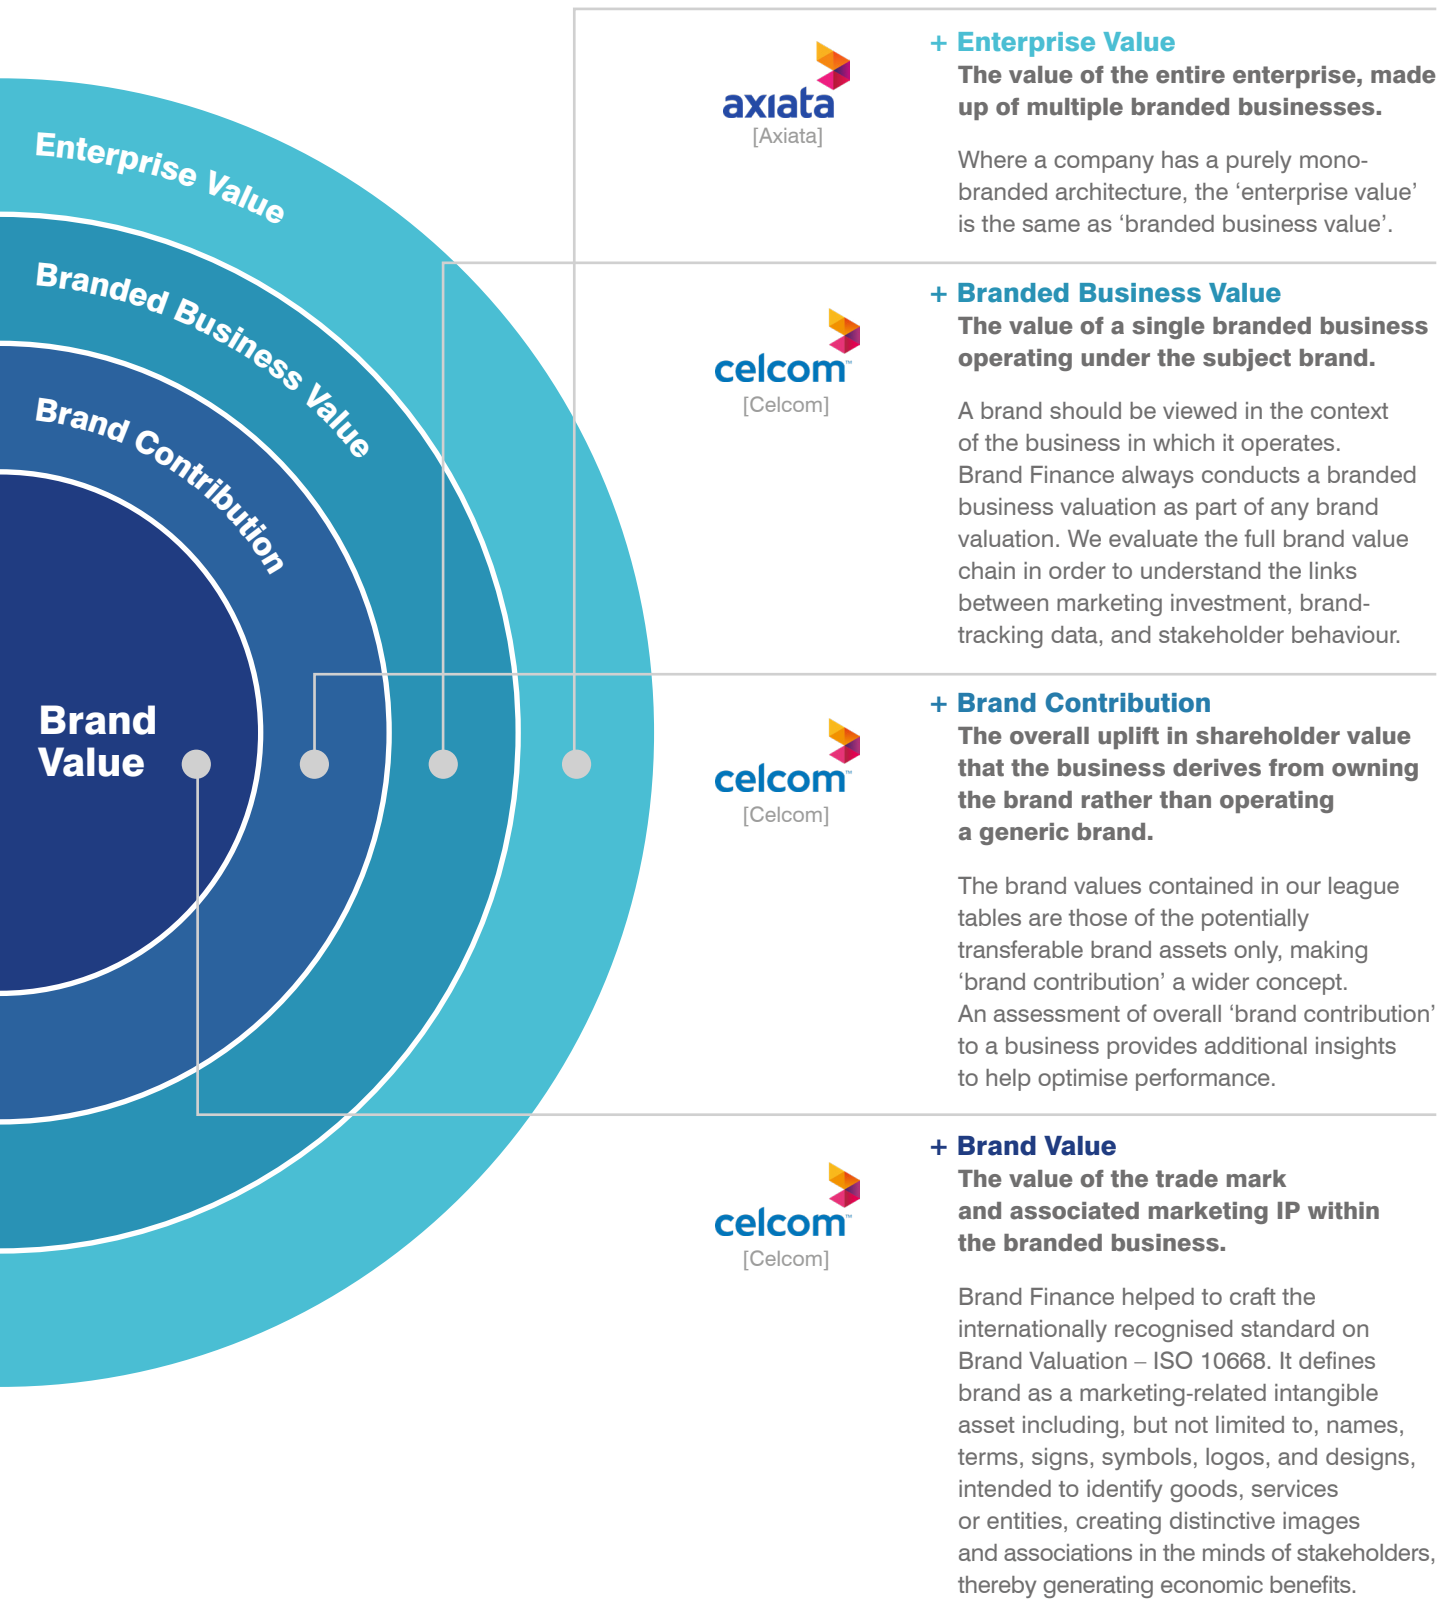 Enterprise Value
Branded Business Value
Brand Contribution
Brand
Value
axiata
[Axiata]
+ Enterprise Value
The value of the entire enterprise, made
up of multiple branded businesses.
Where a company has a purely mono-
branded architecture, the ‘enterprise value’
is the same as ‘branded business value’.
celcom™
[Celcom]
+ Branded Business Value
The value of a single branded business
operating under the subject brand.
A brand should be viewed in the context
of the business in which it operates.
Brand Finance always conducts a branded
business valuation as part of any brand
valuation. We evaluate the full brand value
chain in order to understand the links
between marketing investment, brand-
tracking data, and stakeholder behaviour.
celcom™
[Celcom]
+ Brand Contribution
The overall uplift in shareholder value
that the business derives from owning
the brand rather than operating
a generic brand.
The brand values contained in our league
tables are those of the potentially
transferable brand assets only, making
‘brand contribution’ a wider concept.
An assessment of overall ‘brand contribution’
to a business provides additional insights
to help optimise performance.
celcom™
[Celcom]
+ Brand Value
The value of the trade mark
and associated marketing IP within
the branded business.
Brand Finance helped to craft the
internationally recognised standard on
Brand Valuation – ISO 10668. It defines
brand as a marketing-related intangible
asset including, but not limited to, names,
terms, signs, symbols, logos, and designs,
intended to identify goods, services
or entities, creating distinctive images
and associations in the minds of stakeholders,
thereby generating economic benefits.